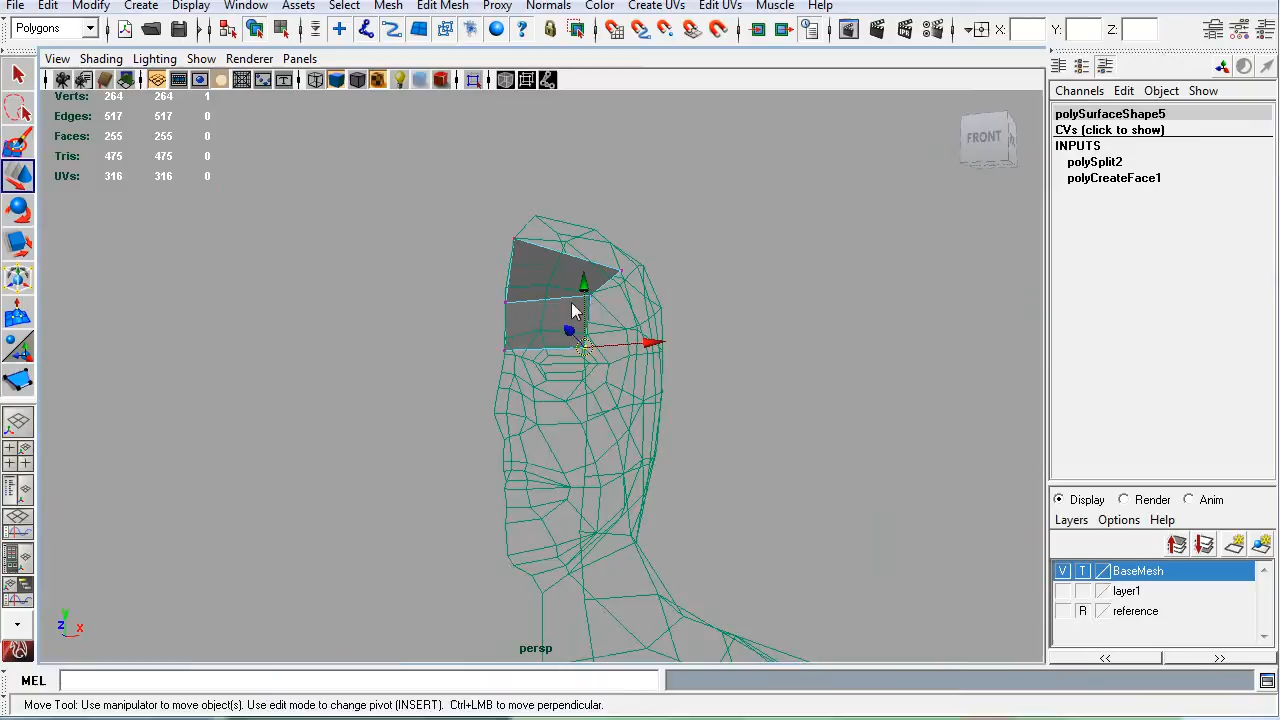 File Edit Modify Create Display Window Assets Select Mesh Edit Mesh Proxy Normals Color Create UVs Edit UVs Muscle Help
Polygons X: Y: Z:
View Shading Lighting Show Renderer Panels
Channels Edit Object Show
Verts: 264 264 1
Edges: 517 517 0
Faces: 255 255 0
Tris: 475 475 0
UVs: 316 316 0
FRONT
polySurfaceShape5
CVs (click to show)
INPUTS
polySplit2
polyCreateFace1
Display Render Anim
Layers Options Help
V T BaseMesh
layer1
R reference
<< >>
y
z x
persp
MEL
Move Tool: Use manipulator to move object(s). Use edit mode to change pivot (INSERT). Ctrl+LMB to move perpendicular.